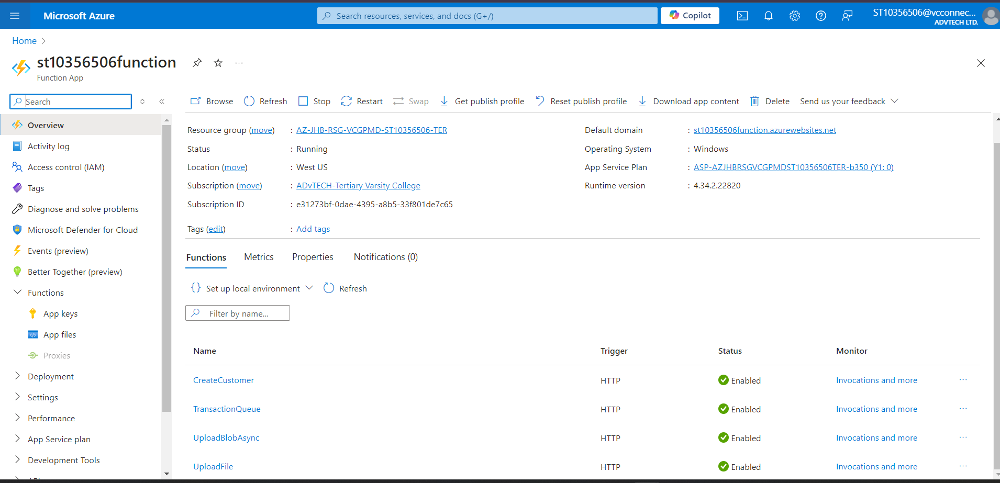 Microsoft Azure
Search resources, services, and docs (G+/)
Copilot
ST10356506@vcconnec...
ADVTECH LTD.
Home
st10356506function
Function App
Search
Browse
Refresh
Stop
Restart
Swap
Get publish profile
Reset publish profile
Download app content
Delete
Send us your feedback
Overview
Activity log
Access control (IAM)
Tags
Diagnose and solve problems
Microsoft Defender for Cloud
Events (preview)
Better Together (preview)
Functions
App keys
App files
Proxies
Deployment
Settings
Performance
App Service plan
Development Tools
Resource group (move) : AZ-JHB-RSG-VCGPMD-ST10356506-TER
Status : Running
Location (move) : West US
Subscription (move) : ADvTECH-Tertiary Varsity College
Subscription ID : e31273bf-0dae-4395-a8b5-33f801de7c65
Tags (edit) : Add tags
Default domain : st10356506function.azurewebsites.net
Operating System : Windows
App Service Plan : ASP-AZJHBRSGVCGPMDST10356506TER-b350 (Y1: 0)
Runtime version : 4.34.2.22820
Functions
Metrics
Properties
Notifications (0)
Set up local environment
Refresh
Filter by name...
Name Trigger Status Monitor
CreateCustomer HTTP Enabled Invocations and more
TransactionQueue HTTP Enabled Invocations and more
UploadBlobAsync HTTP Enabled Invocations and more
UploadFile HTTP Enabled Invocations and more